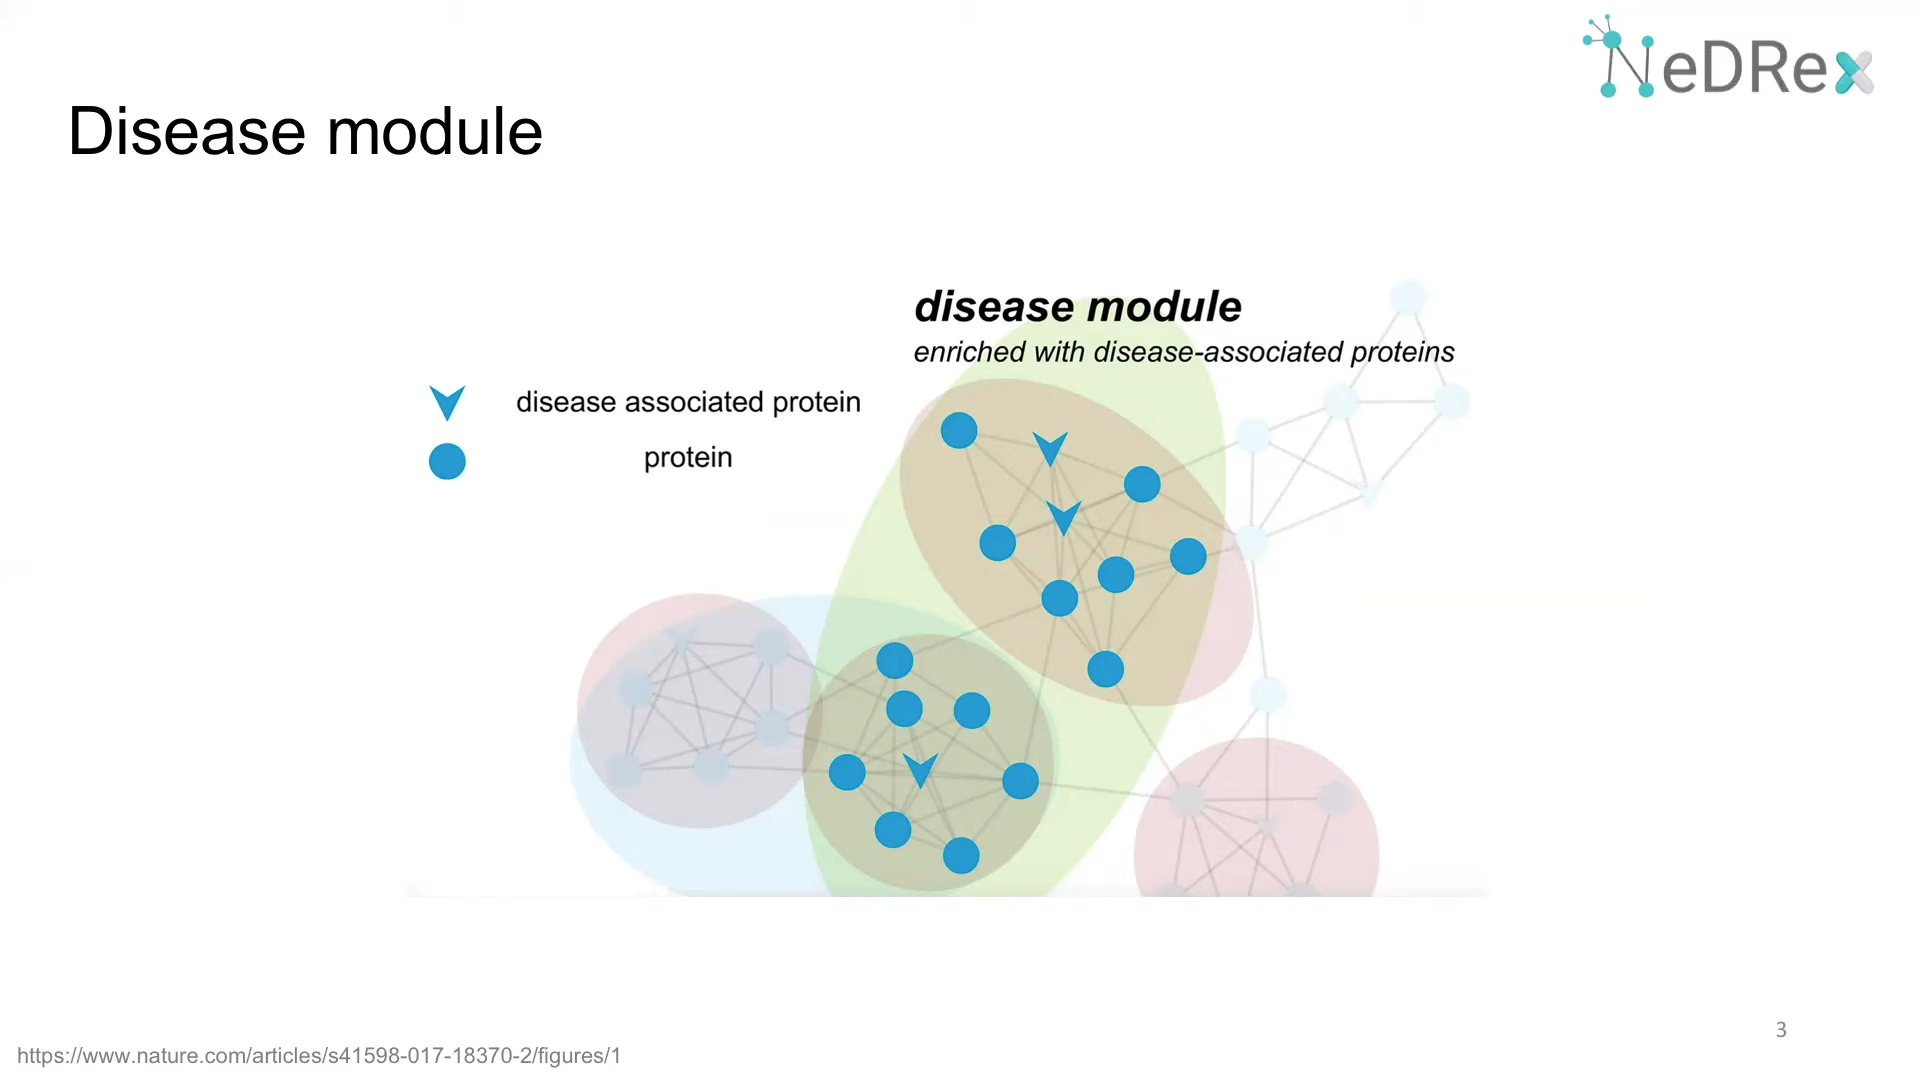 NeDRex
Disease module
disease module
enriched with disease-associated proteins
disease associated protein
protein
3
https://www.nature.com/articles/s41598-017-18370-2/figures/1